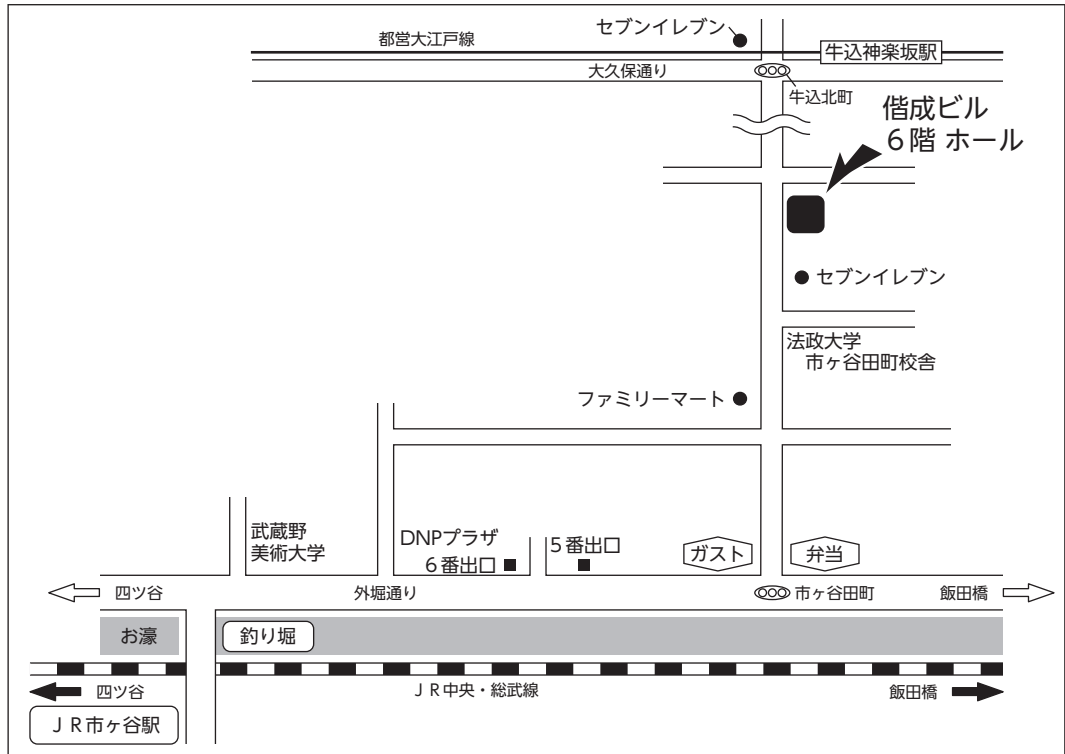 セブンイレブン
都営大江戸線
牛込神楽坂駅
大久保通り
牛込北町
偕成ビル
6階 ホール
セブンイレブン
法政大学
市ヶ谷田町校舎
ファミリーマート
武蔵野
美術大学
DNPプラザ
6番出口
5番出口
ガスト
弁当
四ツ谷
外堀通り
市ヶ谷田町
飯田橋
お濠
釣り堀
四ツ谷
JR中央・総武線
飯田橋
JR市ヶ谷駅